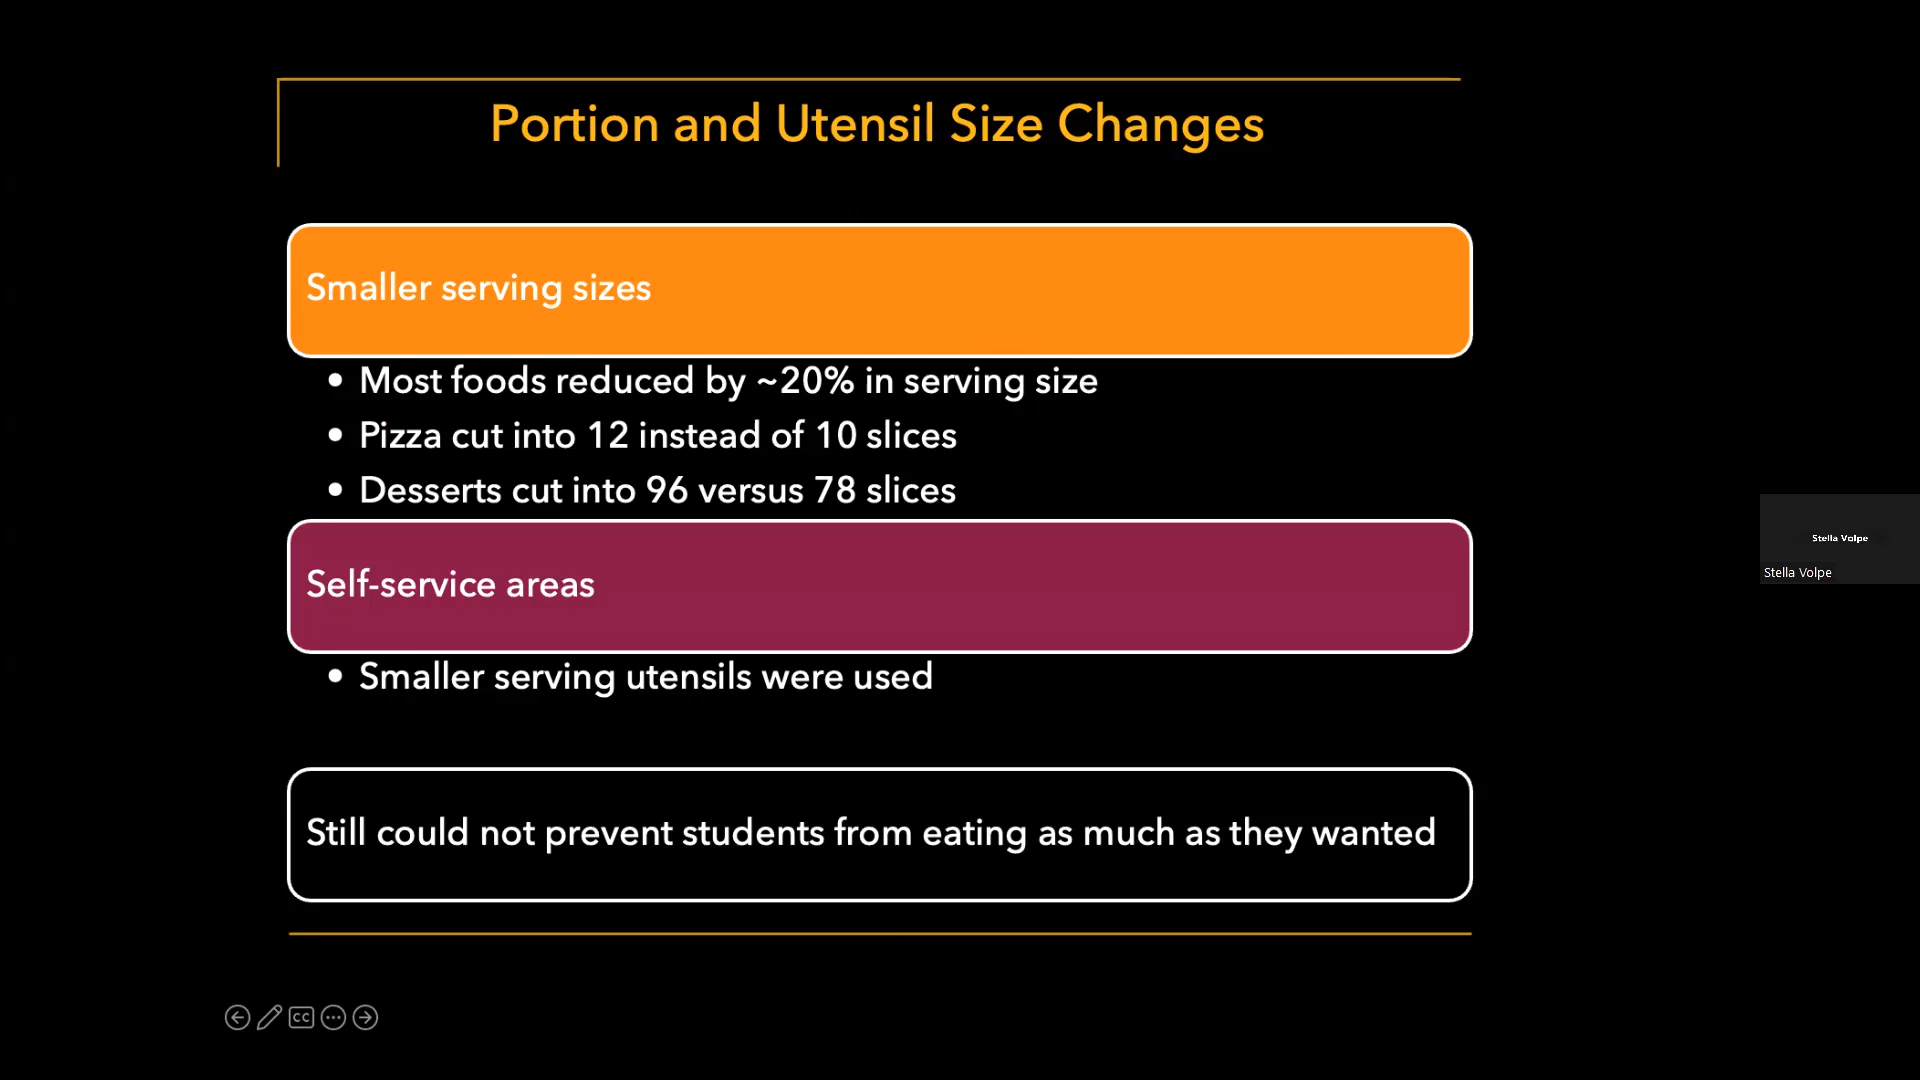 Portion and Utensil Size Changes
Smaller serving sizes
• Most foods reduced by ~20% in serving size
• Pizza cut into 12 instead of 10 slices
• Desserts cut into 96 versus 78 slices
Self-service areas
• Smaller serving utensils were used
Still could not prevent students from eating as much as they wanted
Stella Volpe
Stella Volpe
CC